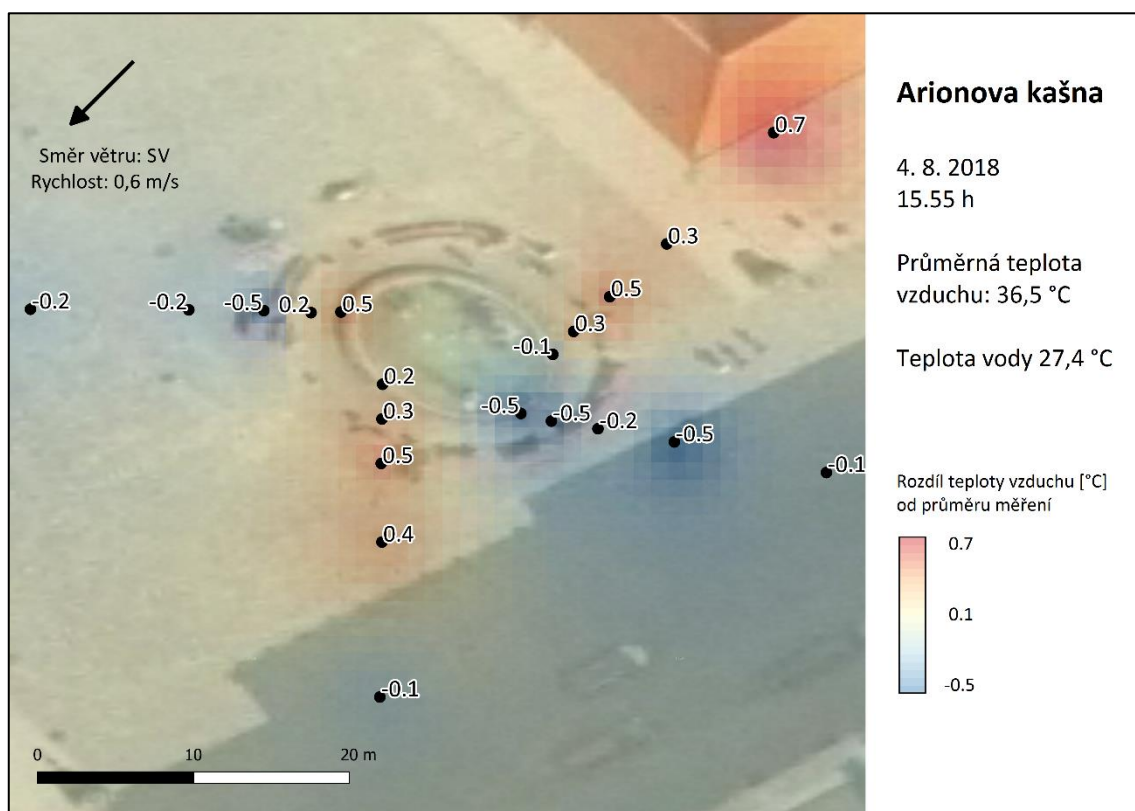 Směr větru: SV
Rychlost: 0,6 m/s
0.7
0.3
0.5
0.3
-0.1
-0.2
-0.2
-0.5
0.2
0.5
0.2
0.3
0.5
0.4
-0.1
-0.5
-0.5
-0.2
-0.5
-0.1
0 10 20 m
Arionova kašna
4. 8. 2018
15.55 h
Průměrná teplota
vzduchu: 36,5 °C
Teplota vody 27,4 °C
Rozdíl teploty vzduchu [°C]
od průměru měření
0.7
0.1
-0.5